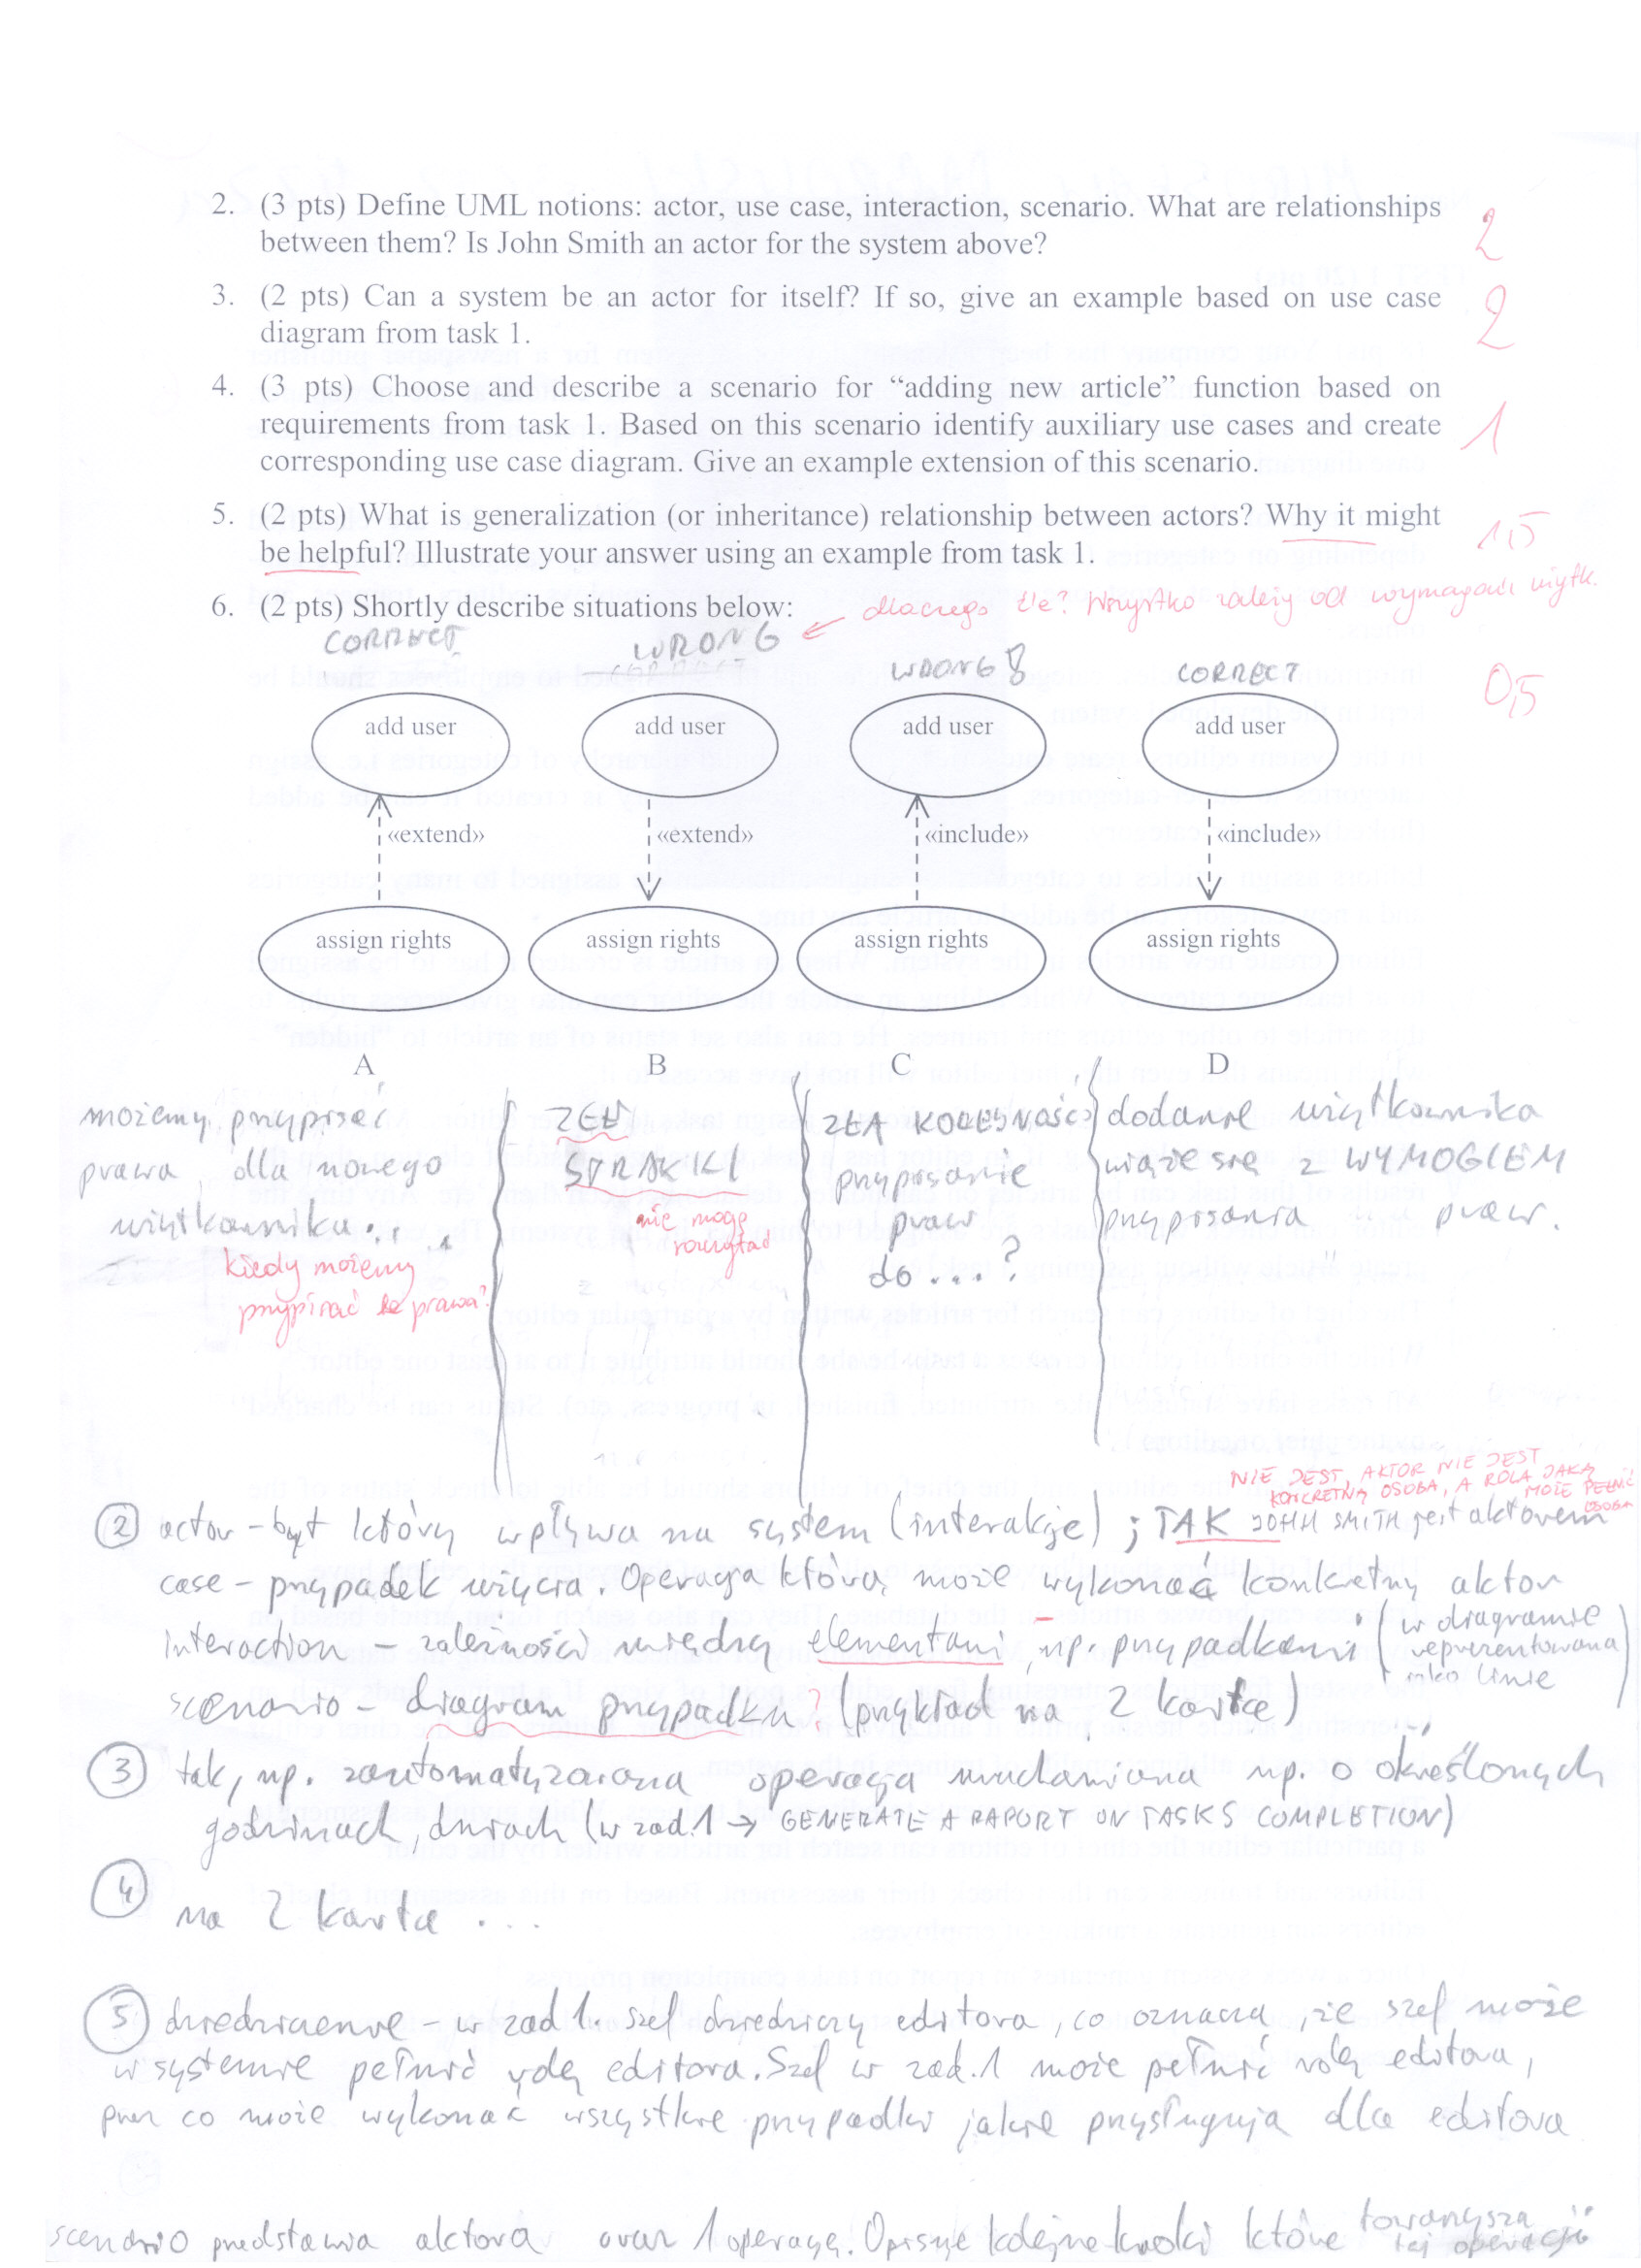 2. (3 pts) Define UML notions: actor, use case, interaction, scenario. What are relationships
between them? Is John Smith an actor for the system above?
2
3. (2 pts) Can a system be an actor for itself? If so, give an example based on use case
diagram from task 1.
2
4. (3 pts) Choose and describe a scenario for “adding new article” function based on
requirements from task 1. Based on this scenario identify auxiliary use cases and create
corresponding use case diagram. Give an example extension of this scenario.
1
5. (2 pts) What is generalization (or inheritance) relationship between actors? Why it might
be helpful? Illustrate your answer using an example from task 1.
1,5
6. (2 pts) Shortly describe situations below:
dlaczego źle? Wszystko zależy od wymagań użytk.
0,5
CORRECT WRONG WRONG! CORRECT
add user add user add user add user
«extend» «extend» «include» «include»
assign rights assign rights assign rights assign rights
A B C D
możemy przypisać
prawa, dla nowego
użytkownika
kiedy możemy
przypisać te prawa?
ZŁE
STRZAŁKI
nie mogę
ZŁA KOLEJNOŚĆ
przypisanie
praw
do....?
dodanie użytkownika
wiąże się z WYMOGIEM
przypisania praw.
NIE JEST, AKTOR NIE JEST
KONKRETNĄ OSOBĄ, A ROLĄ JAKĄ
MOŻE PEŁNIĆ
OSOBA
2 actor - byt który wpływa na system (interakcje); TAK JOHN SMITH jest aktorem
case - przypadek użycia. Operacja którą może wykonać konkretny aktor
interaction - zależności między elementami, np. przypadkami (w diagramie
reprezentowana
jako linie)
scenario - diagram przypadku? (przykład na 2 kartce)
3 tak, np. zautomatyzowana operacja uruchamiana np. o określonych
godzinach, dniach (w zad.1 → GENERATE A RAPORT ON TASKS COMPLETION)
4 na 2 kartce ...
5 dziedziczenie - w zad 1. szef dziedziczy editora, co oznacza, że szef może
w systemie pełnić rolę editora. Szef w zad.1 może pełnić rolę editora,
przez co może wykonać wszystkie przypadki jakie przysługują dla editora
scenario przedstawia aktora oraz 1 operację. Opisuje kolejne kroki które towarzyszą
tej operacji